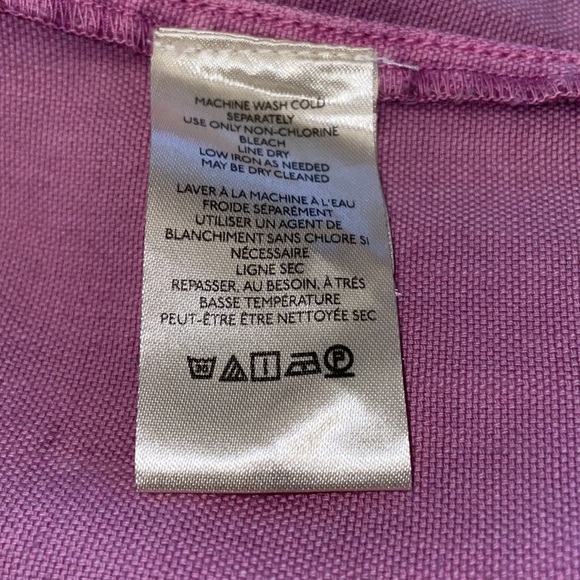 MACHINE WASH COLD
SEPARATELY
USE ONLY NON-CHLORINE
BLEACH
LINE DRY
LOW IRON AS NEEDED
MAY BE DRY CLEANED
LAVER À LA MACHINE À L'EAU
FROIDE SÉPARÉMENT
UTILISER UN AGENT DE
BLANCHIMENT SANS CHLORE SI
NÉCESSAIRE
LIGNE SEC
REPASSER, AU BESOIN, À TRÉS
BASSE TEMPÉRATURE
PEUT-ÊTRE ÊTRE NETTOYÉE SEC
30 P